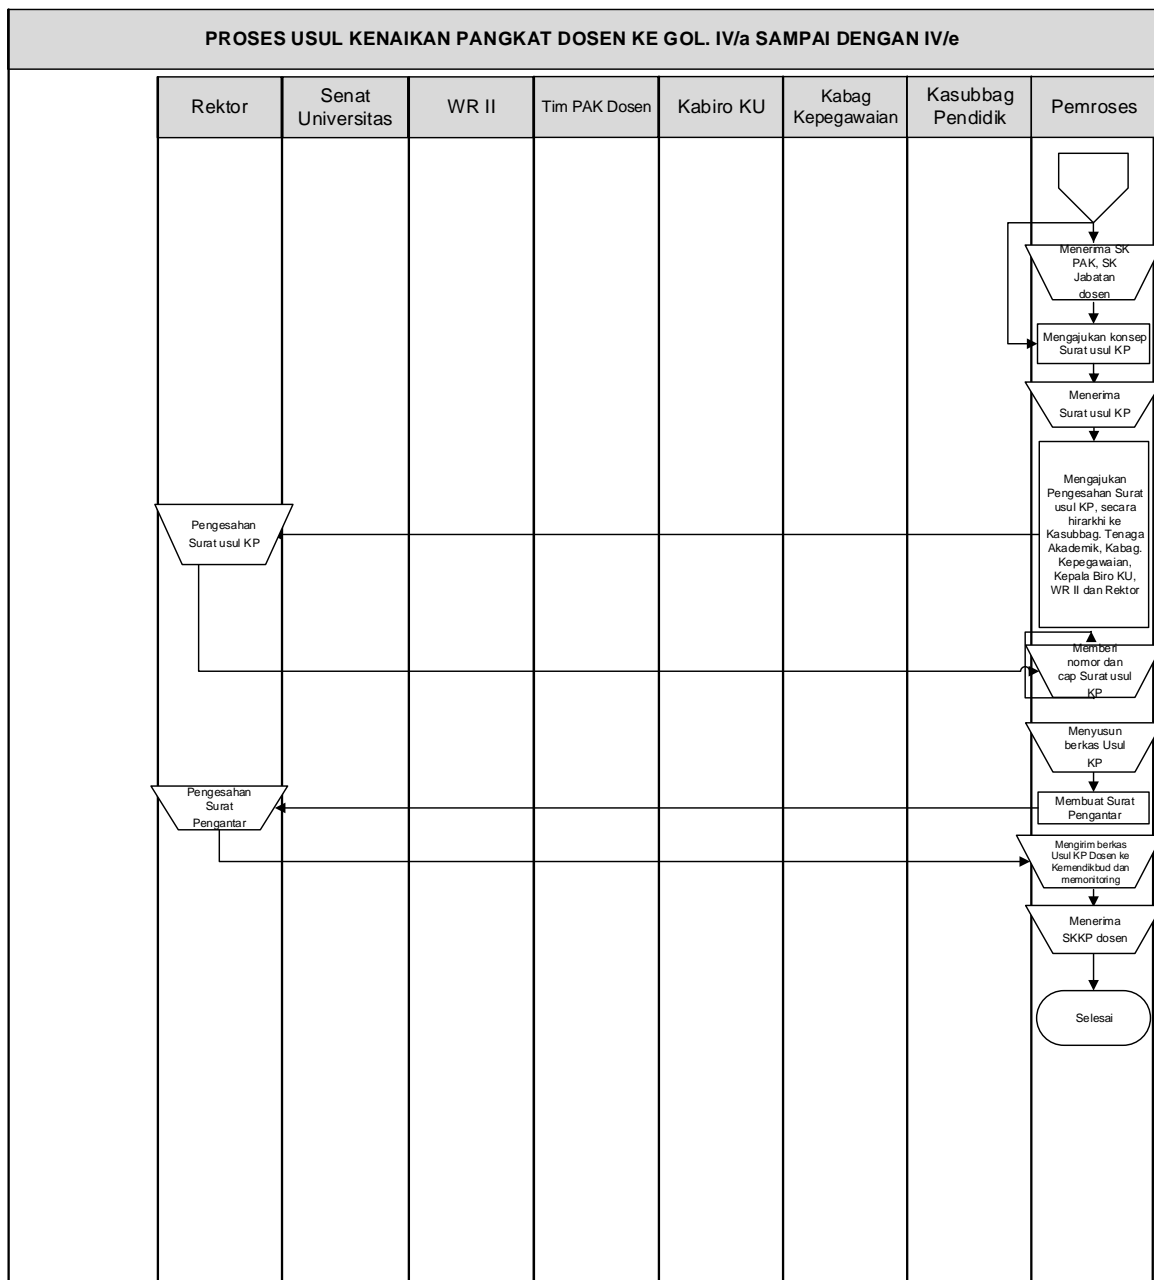 PROSES USUL KENAIKAN PANGKAT DOSEN KE GOL. IV/a SAMPAI DENGAN IV/e
Rektor
Senat
Universitas
WR II
Tim PAK Dosen
Kabiro KU
Kabag
Kepegawaian
Kasubbag
Pendidik
Pemroses
Menerima SK
PAK, SK
Jabatan
dosen
Mengajukan konsep
Surat usul KP
Menerima
Surat usul KP
Mengajukan
Pengesahan Surat
usul KP, secara
hirarkhi ke
Kasubbag. Tenaga
Akademik, Kabag.
Kepegawaian,
Kepala Biro KU,
WR II dan Rektor
Pengesahan
Surat usul KP
Memberi
nomor dan
cap Surat usul
KP
Menyusun
berkas Usul
KP
Membuat Surat
Pengantar
Pengesahan
Surat
Pengantar
Mengirim berkas
Usul KP Dosen ke
Kemendikbud dan
memonitoring
Menerima
SKKP dosen
Selesai